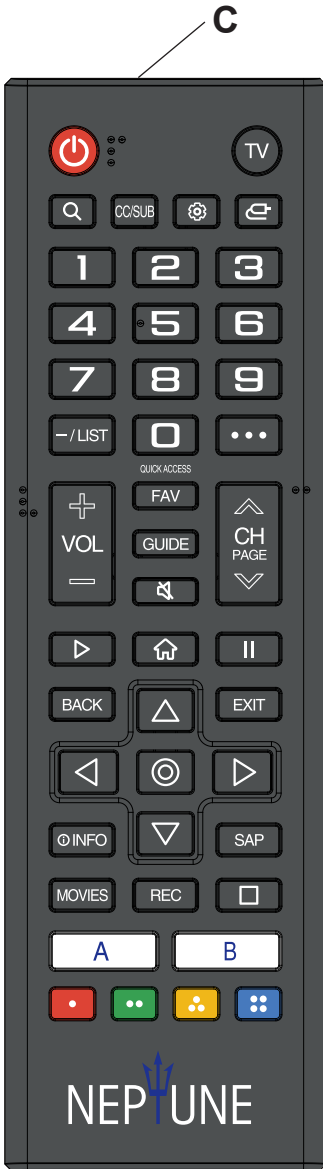 C
TV
CC/SUB
1 2 3
4 5 6
7 8 9
-/LIST 0 •••
QUICK ACCESS
FAV
VOL
CH
PAGE
GUIDE
BACK
EXIT
INFO
SAP
MOVIES REC
A B
NEPTUNE